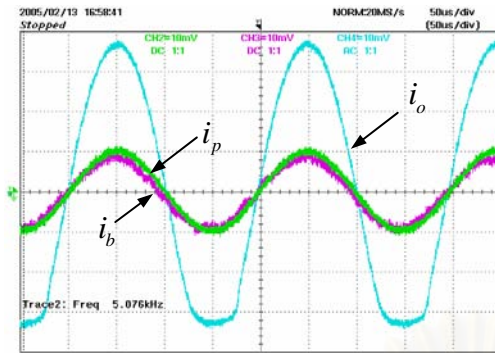 2005/02/13 16:58:41 NORM:20MS/s 50us/div
Stopped (50us/div)
CH2=10mV CH3=10mV CH4=10mV
DC 1:1 DC 1:1 AC 1:1
i_o
i_p
i_b
Trace2: Freq 5.076kHz